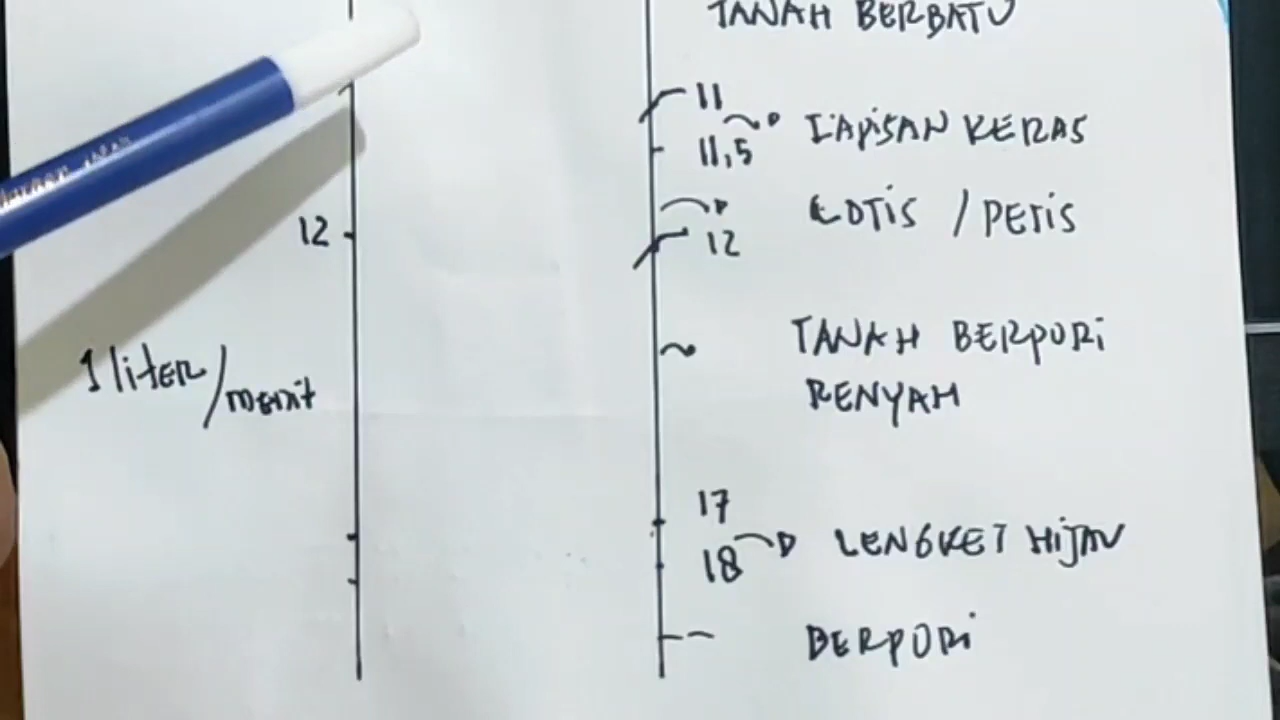 TANAH BERBATU
11
LAPISAN KERAS
11,5
LOTIS / PETIS
12
12
TANAH BERPORI
RENYAH
1 liter/menit
17
LENGKET HIJAU
18
BERPORI